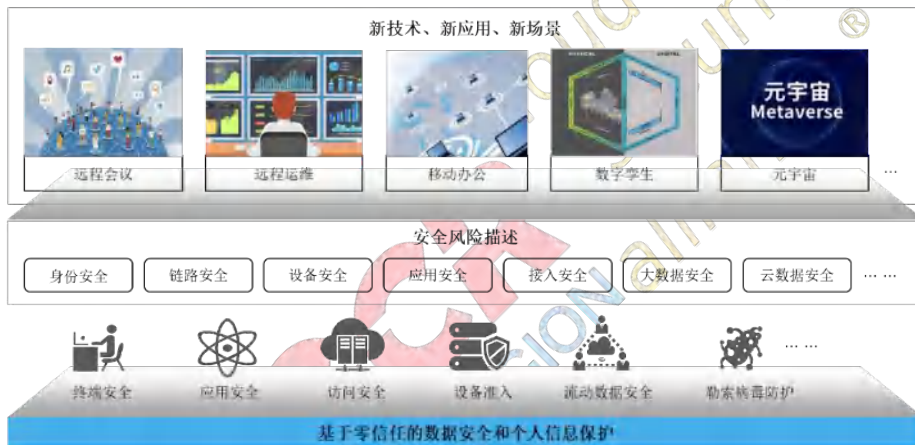 新技术、新应用、新场景
元宇宙
Metaverse
远程会议
远程运维
移动办公
数字孪生
元宇宙
...
安全风险描述
身份安全
链路安全
设备安全
应用安全
接入安全
大数据安全
云数据安全
... ...
... ...
终端安全
应用安全
访问安全
设备准入
流动数据安全
勒索病毒防护
基于零信任的数据安全和个人信息保护